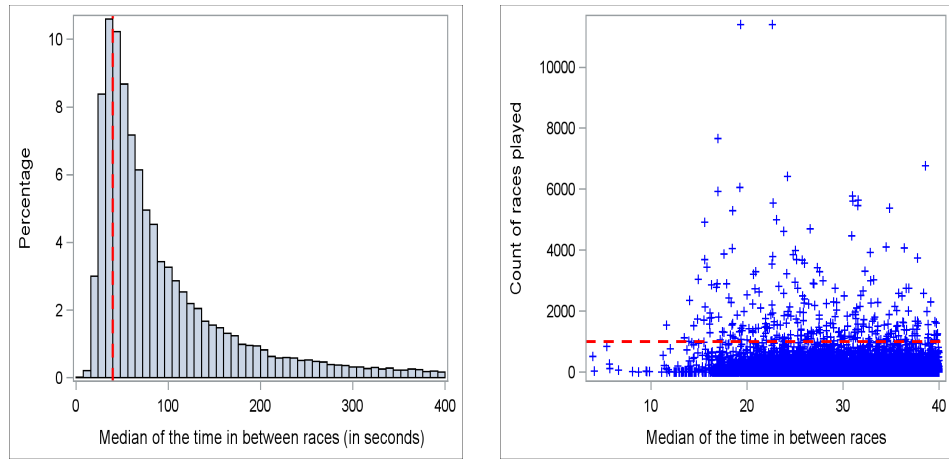 Percentage
10
8
6
4
2
0
0 100 200 300 400
Median of the time in between races (in seconds)
Count of races played
10000
8000
6000
4000
2000
0
10 20 30 40
Median of the time in between races